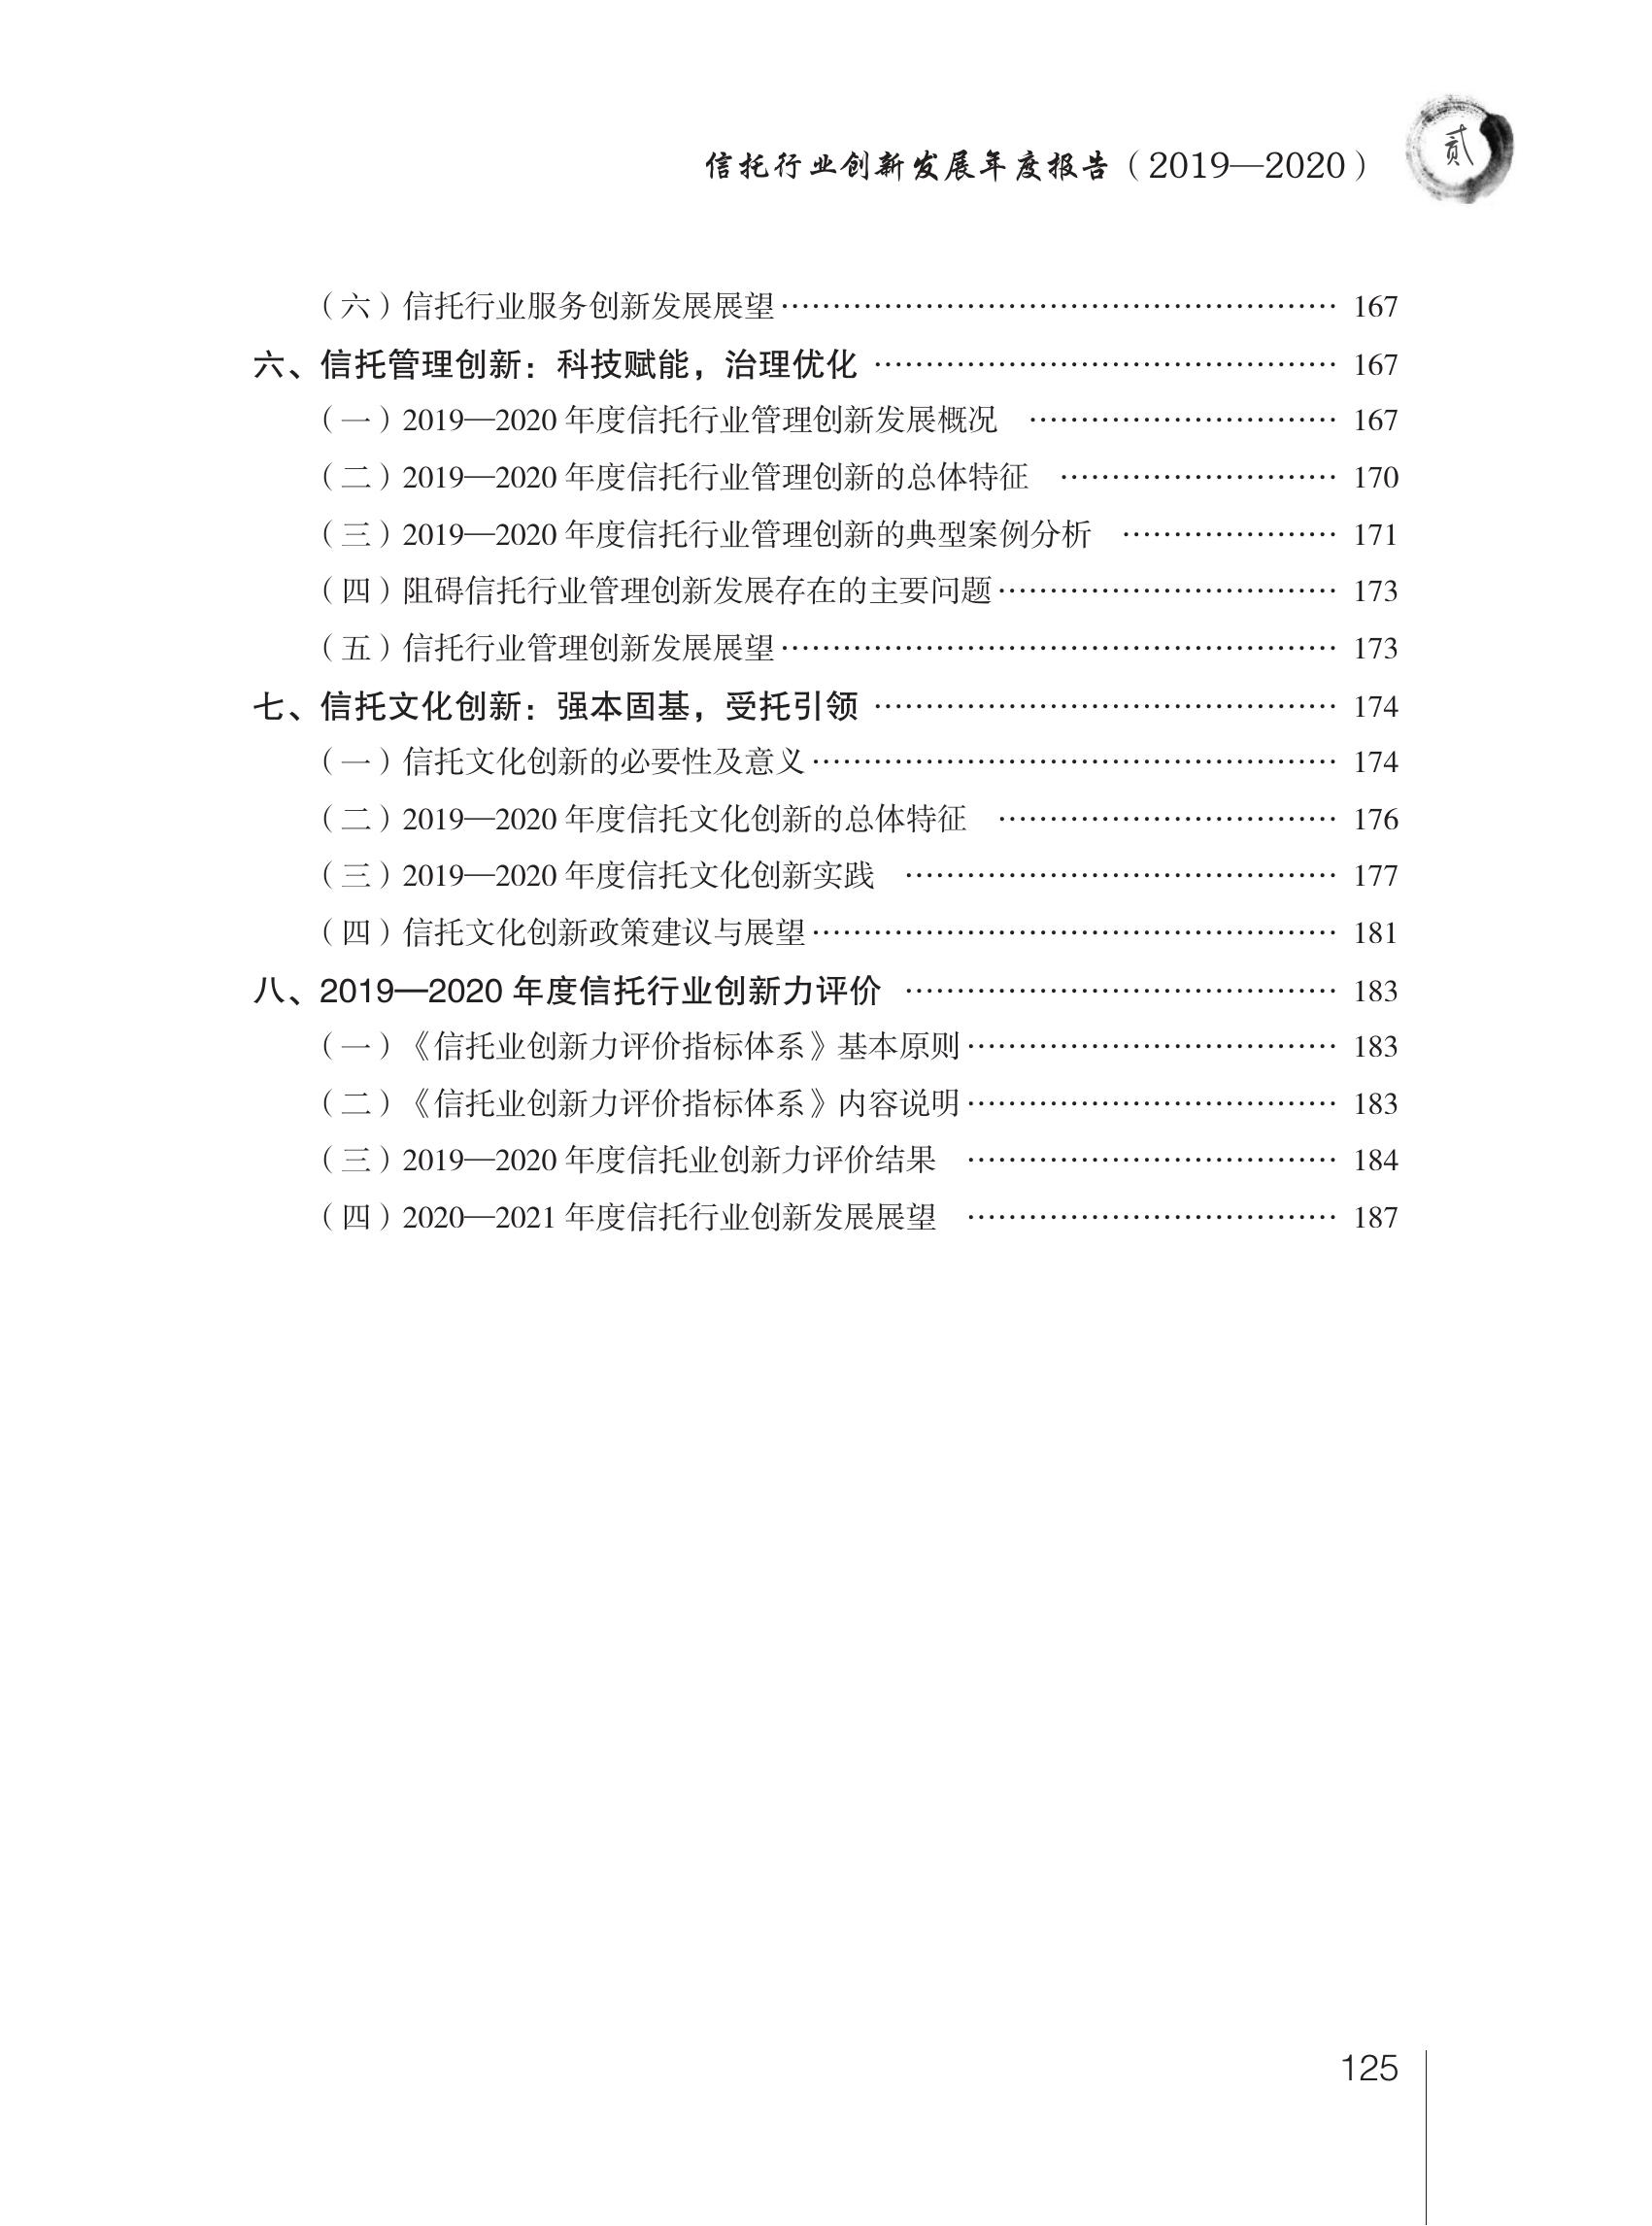 信托行业创新发展年度报告（2019—2020）
贰
（六）信托行业服务创新发展展望…………………………………………………… 167
六、信托管理创新：科技赋能，治理优化 ………………………………………… 167
（一）2019—2020 年度信托行业管理创新发展概况 ………………………… 167
（二）2019—2020 年度信托行业管理创新的总体特征 ……………………… 170
（三）2019—2020 年度信托行业管理创新的典型案例分析 ………………… 171
（四）阻碍信托行业管理创新发展存在的主要问题…………………………… 173
（五）信托行业管理创新发展展望……………………………………………… 173
七、信托文化创新：强本固基，受托引领 ………………………………………… 174
（一）信托文化创新的必要性及意义…………………………………………… 174
（二）2019—2020 年度信托文化创新的总体特征 …………………………… 176
（三）2019—2020 年度信托文化创新实践 …………………………………… 177
（四）信托文化创新政策建议与展望…………………………………………… 181
八、2019—2020 年度信托行业创新力评价 ……………………………………… 183
（一）《信托业创新力评价指标体系》基本原则……………………………… 183
（二）《信托业创新力评价指标体系》内容说明……………………………… 183
（三）2019—2020 年度信托业创新力评价结果 ……………………………… 184
（四）2020—2021 年度信托行业创新发展展望 ……………………………… 187
125